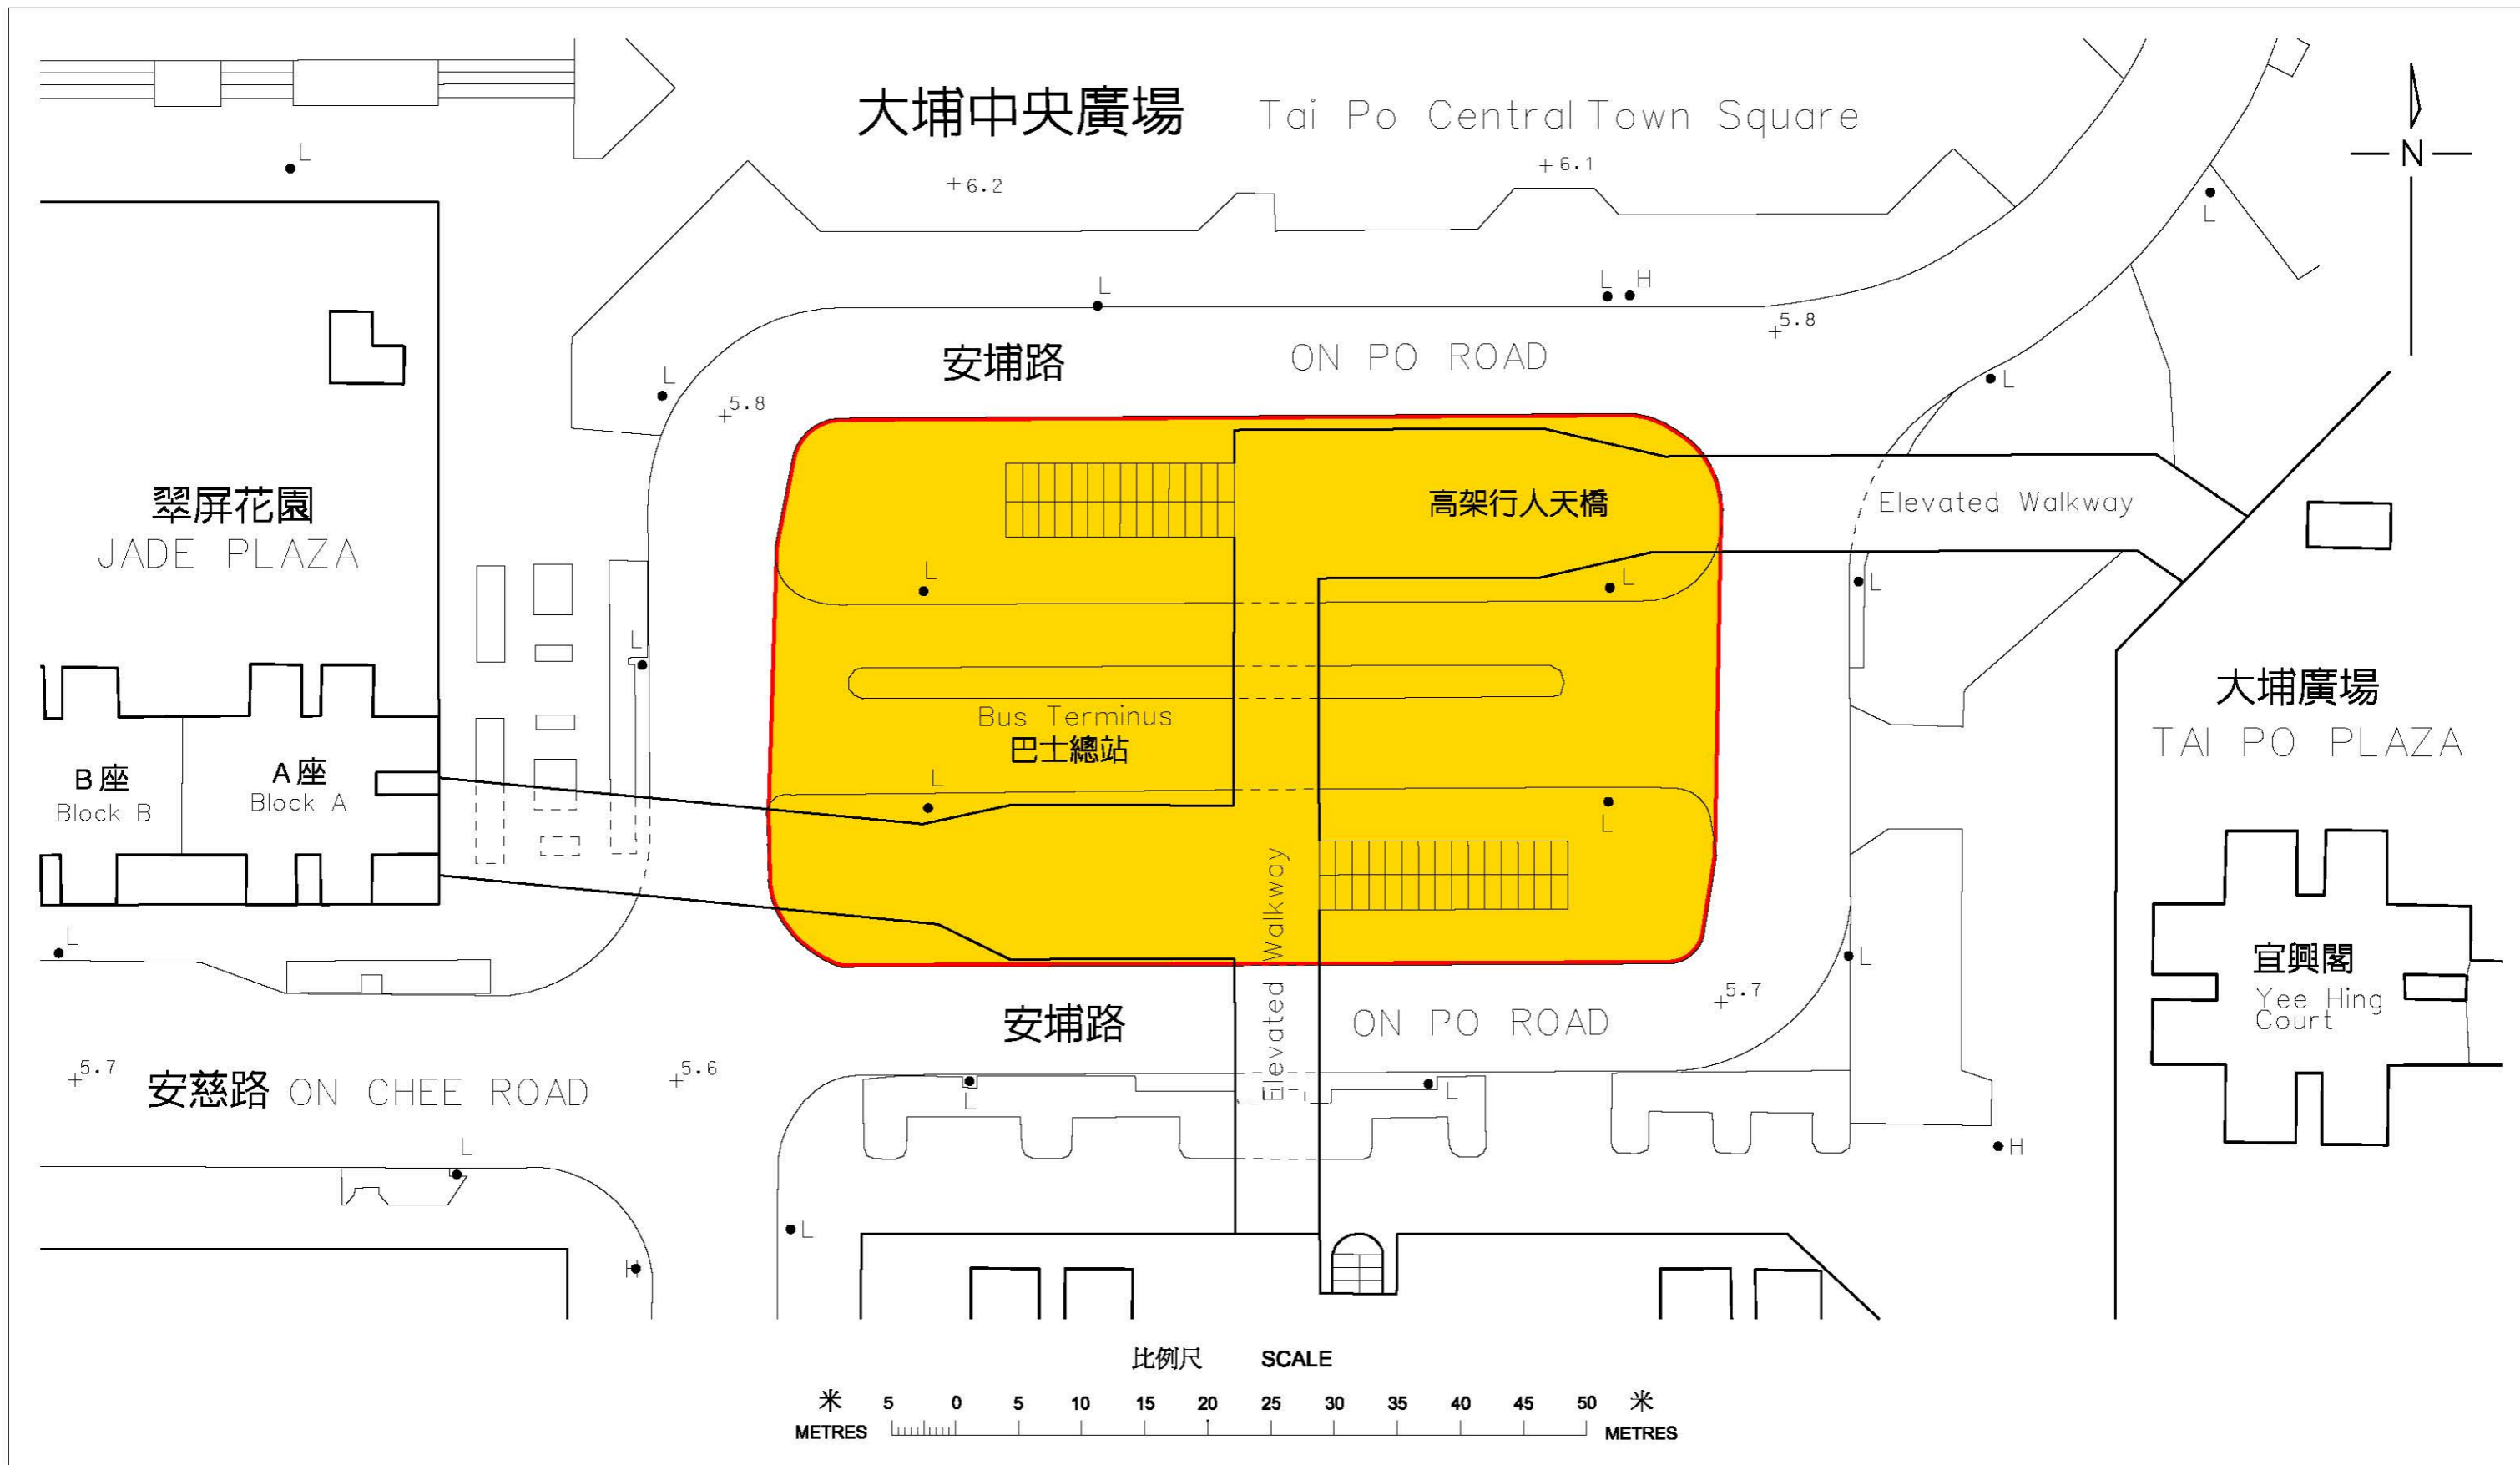 大埔中央廣場 Tai Po Central Town Square
L
+6.2
+6.1
N
L
L
L H
+5.8
安埔路 ON PO ROAD
L
+5.8
L
翠屏花園
JADE PLAZA
高架行人天橋
Elevated Walkway
L
L
L
L
大埔廣場
TAI PO PLAZA
Bus Terminus
巴士總站
B座
Block B
A座
Block A
L
L
Elevated Walkway
L
L
宜興閣
Yee Hing
Court
安埔路 ON PO ROAD
+5.7
+5.7
安慈路 ON CHEE ROAD
+5.6
L
L
L
H
L
H
比例尺 SCALE
米 5 0 5 10 15 20 25 30 35 40 45 50 米
METRES METRES